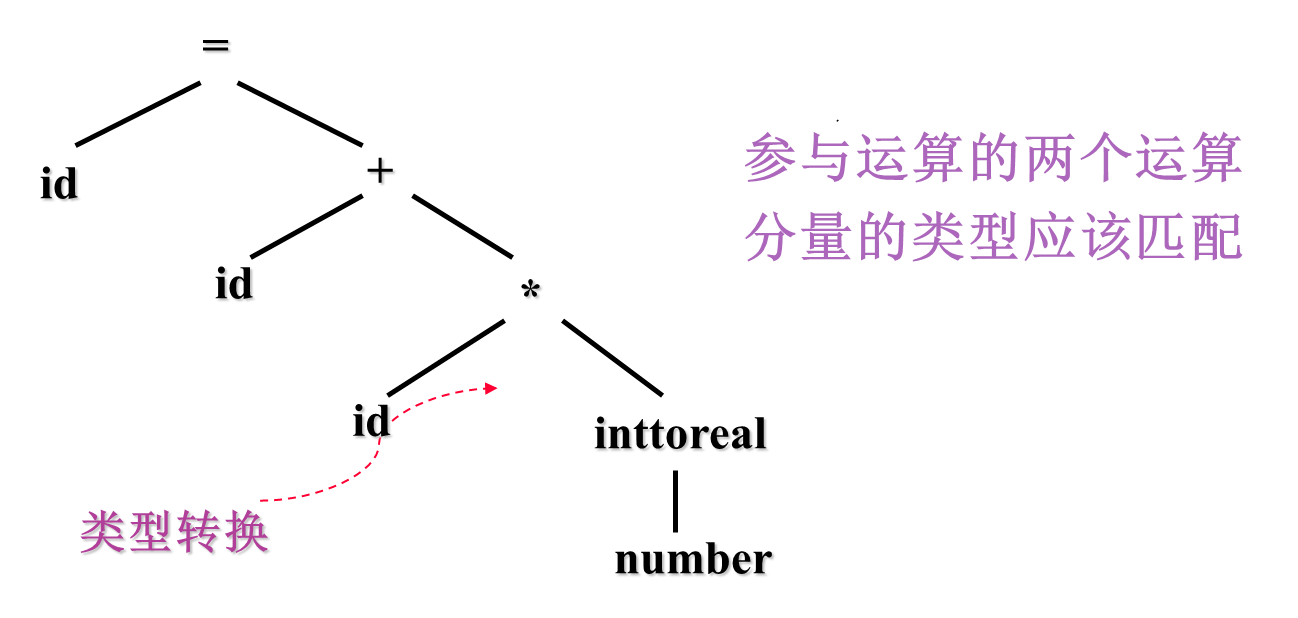 =
id
+
参与运算的两个运算
分量的类型应该匹配
id
*
id
inttoreal
类型转换
number